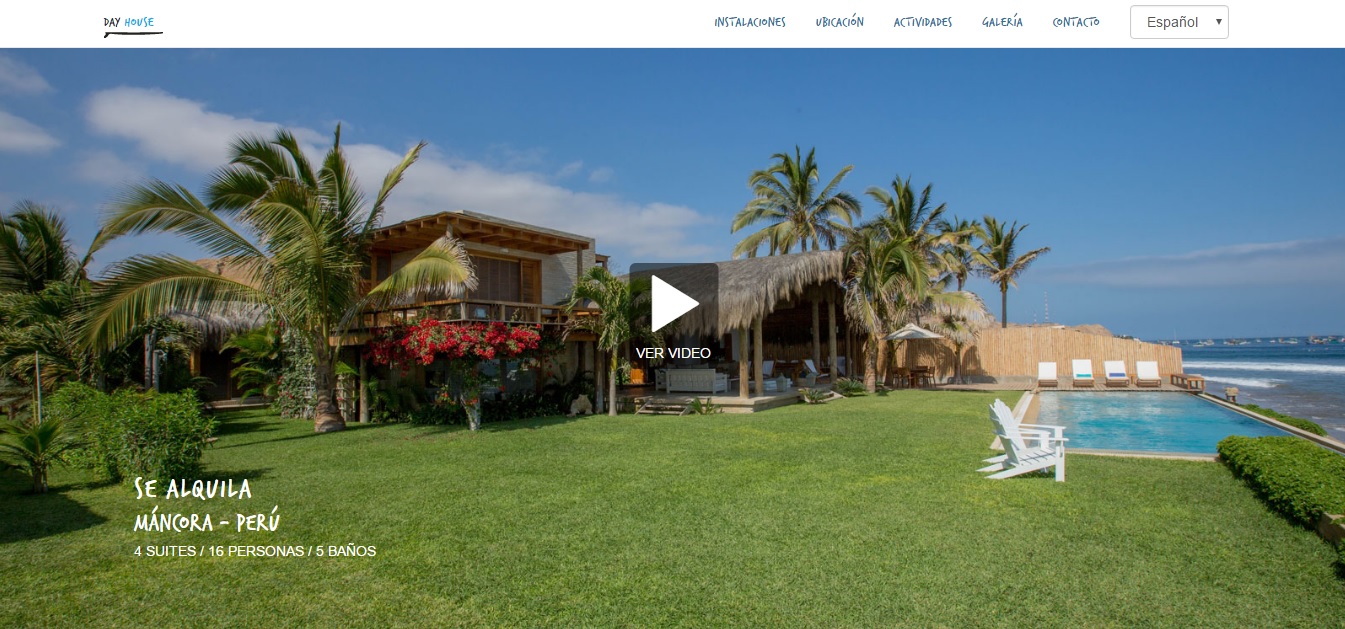 DAY HOUSE
INSTALACIONES UBICACIÓN ACTIVIDADES GALERÍA CONTACTO Español
VER VIDEO
SE ALQUILA
MÁNCORA - PERÚ
4 SUITES / 16 PERSONAS / 5 BAÑOS